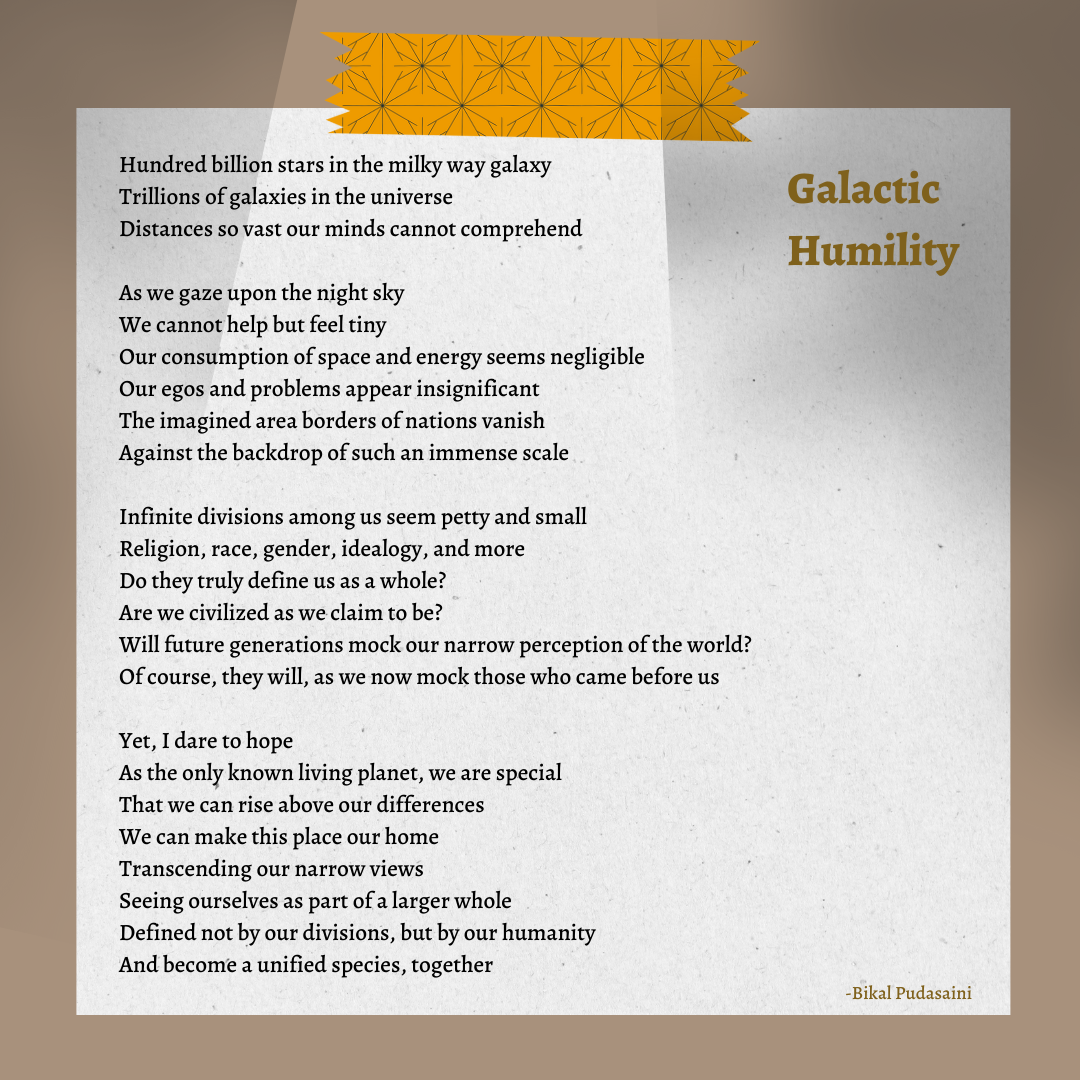 Galactic
Humility
Hundred billion stars in the milky way galaxy
Trillions of galaxies in the universe
Distances so vast our minds cannot comprehend
As we gaze upon the night sky
We cannot help but feel tiny
Our consumption of space and energy seems negligible
Our egos and problems appear insignificant
The imagined area borders of nations vanish
Against the backdrop of such an immense scale
Infinite divisions among us seem petty and small
Religion, race, gender, idealogy, and more
Do they truly define us as a whole?
Are we civilized as we claim to be?
Will future generations mock our narrow perception of the world?
Of course, they will, as we now mock those who came before us
Yet, I dare to hope
As the only known living planet, we are special
That we can rise above our differences
We can make this place our home
Transcending our narrow views
Seeing ourselves as part of a larger whole
Defined not by our divisions, but by our humanity
And become a unified species, together
-Bikal Pudasaini